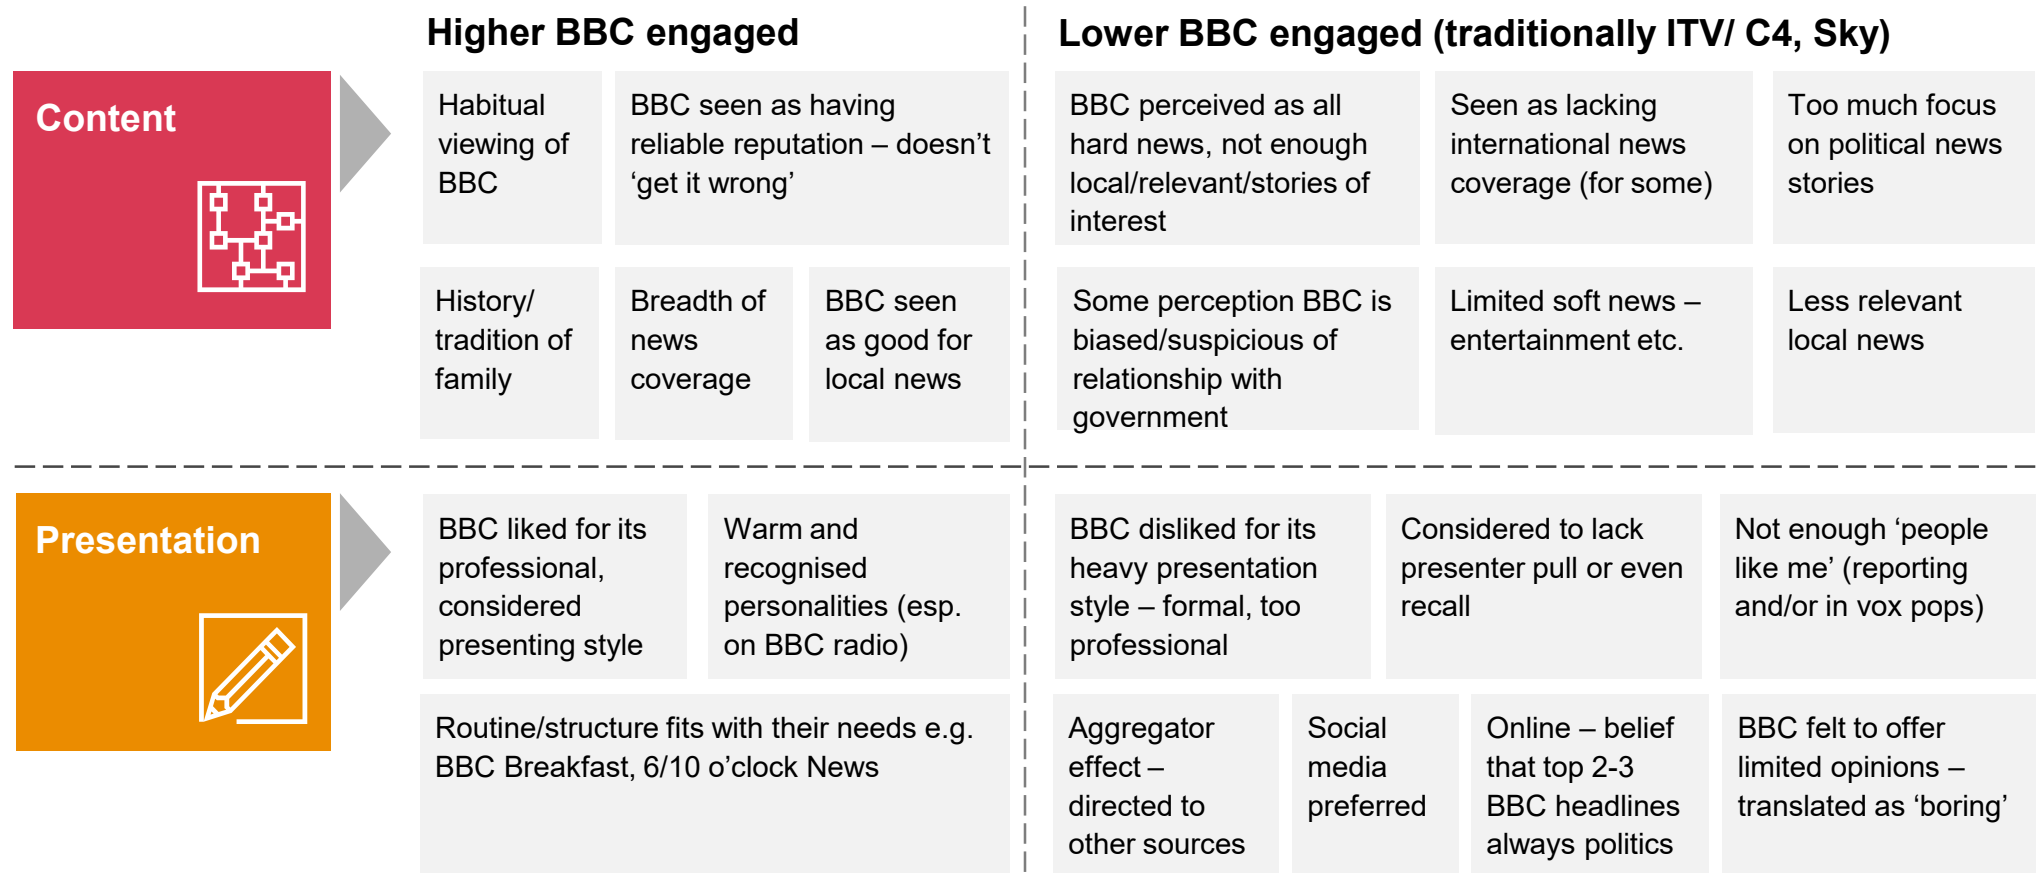 Higher BBC engaged
Lower BBC engaged (traditionally ITV/ C4, Sky)
Content
Habitual
viewing of
BBC
BBC seen as having
reliable reputation – doesn’t
‘get it wrong’
BBC perceived as all
hard news, not enough
local/relevant/stories of
interest
Seen as lacking
international news
coverage (for some)
Too much focus
on political news
stories
History/
tradition of
family
Breadth of
news
coverage
BBC seen
as good for
local news
Some perception BBC is
biased/suspicious of
relationship with
government
Limited soft news –
entertainment etc.
Less relevant
local news
Presentation
BBC liked for its
professional,
considered
presenting style
Warm and
recognised
personalities (esp.
on BBC radio)
BBC disliked for its
heavy presentation
style – formal, too
professional
Considered to lack
presenter pull or even
recall
Not enough ‘people
like me’ (reporting
and/or in vox pops)
Routine/structure fits with their needs e.g.
BBC Breakfast, 6/10 o’clock News
Aggregator
effect –
directed to
other sources
Social
media
preferred
Online – belief
that top 2-3
BBC headlines
always politics
BBC felt to offer
limited opinions –
translated as ‘boring’